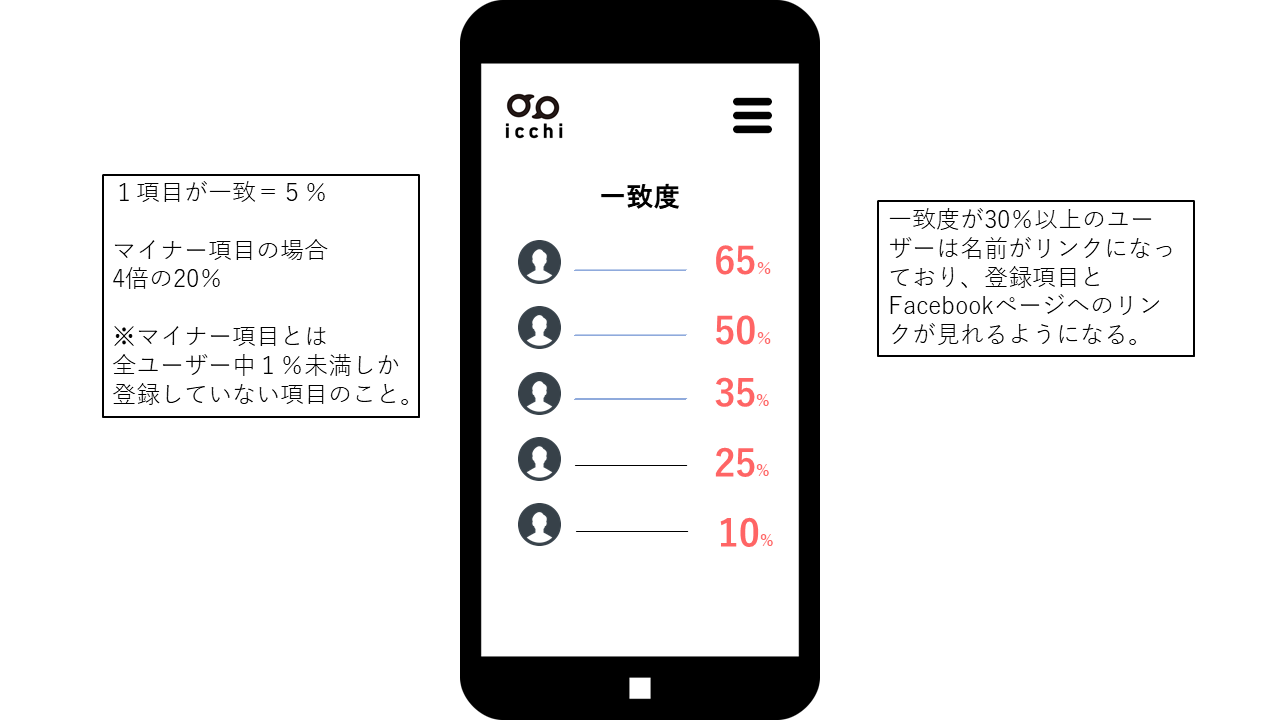 １項目が一致＝５％
マイナー項目の場合
4倍の20％
※マイナー項目とは
全ユーザー中１％未満しか
登録していない項目のこと。
icchi
一致度
65%
50%
35%
25%
10%
一致度が30％以上のユー
ザーは名前がリンクになっ
ており、登録項目と
Facebookページへのリン
クが見れるようになる。